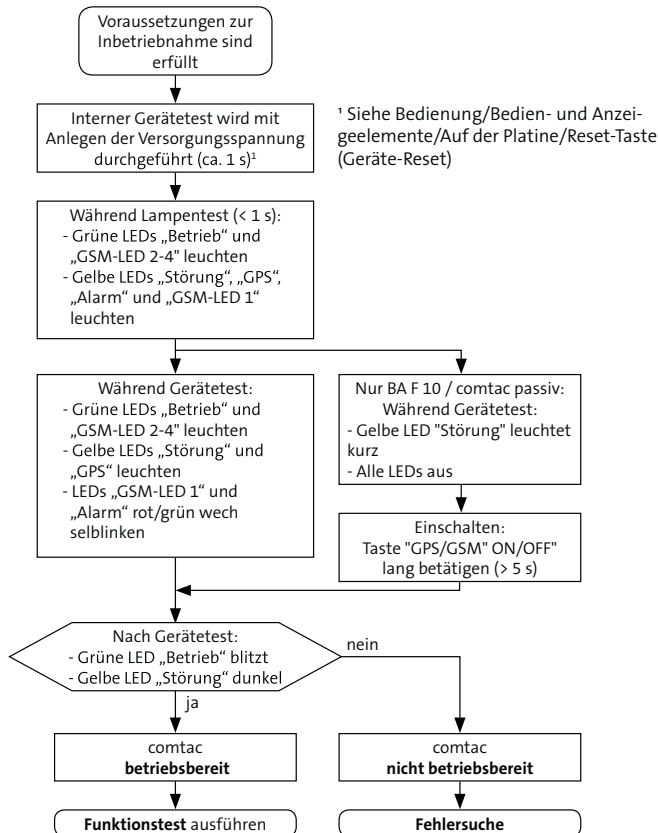 Voraussetzungen zur
Inbetriebnahme sind
erfüllt
Interner Gerätetest wird mit
Anlegen der Versorgungsspannung
durchgeführt (ca. 1 s)¹
¹ Siehe Bedienung/Bedien- und Anzei-
geelemente/Auf der Platine/Reset-Taste
(Geräte-Reset)
Während Lampentest (< 1 s):
- Grüne LEDs „Betrieb“ und
„GSM-LED 2-4" leuchten
- Gelbe LEDs „Störung“, „GPS“,
„Alarm“ und „GSM-LED 1“
leuchten
Während Gerätetest:
- Grüne LEDs „Betrieb“ und
„GSM-LED 2-4" leuchten
- Gelbe LEDs „Störung“ und
„GPS“ leuchten
- LEDs „GSM-LED 1“ und
„Alarm“ rot/grün wech
selblinken
Nur BA F 10 / comtac passiv:
Während Gerätetest:
- Gelbe LED "Störung" leuchtet
kurz
- Alle LEDs aus
Einschalten:
Taste "GPS/GSM" ON/OFF"
lang betätigen (> 5 s)
Nach Gerätetest:
- Grüne LED „Betrieb“ blitzt
- Gelbe LED „Störung“ dunkel
nein
ja
comtac
betriebsbereit
comtac
nicht betriebsbereit
Funktionstest ausführen
Fehlersuche